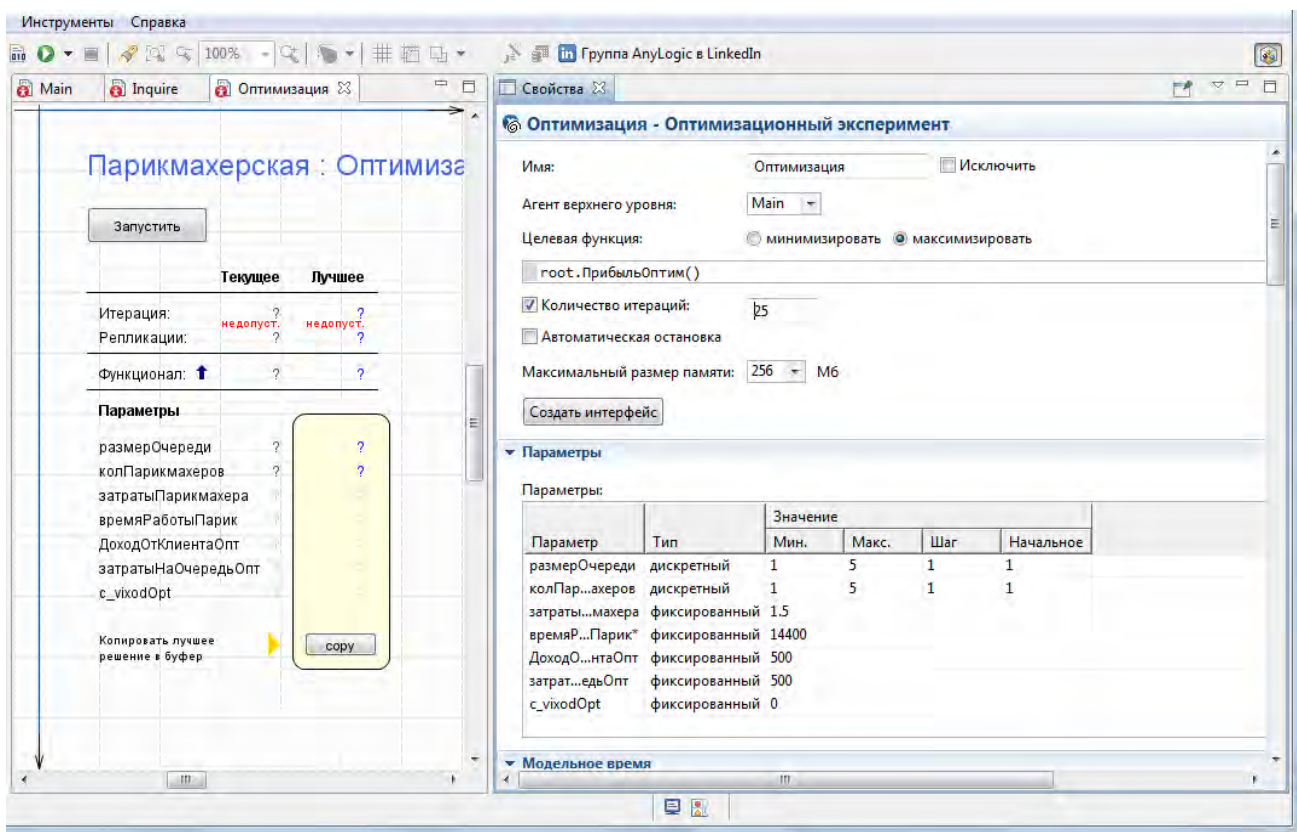 Инструменты Справка
100% Группа AnyLogic в LinkedIn
Main Inquire Оптимизация
Свойства
Парикмахерская : Оптимиза
Запустить
Текущее Лучшее
Итерация: ? ?
недопуст. недопуст.
Репликации: ? ?
Функционал: ? ?
Параметры
размерОчереди ? ?
колПарикмахеров ? ?
затратыПарикмахера
времяРаботыПарик
ДоходОтКлиентаОпт
затратыНаОчередьОпт
c_vixodOpt
Копировать лучшее
решение в буфер
copy
Оптимизация - Оптимизационный эксперимент
Имя: Оптимизация Исключить
Агент верхнего уровня: Main
Целевая функция: минимизировать максимизировать
root.ПрибыльОптим()
Количество итераций: 25
Автоматическая остановка
Максимальный размер памяти: 256 Мб
Создать интерфейс
Параметры
Параметры:
Значение
Параметр Тип Мин. Макс. Шаг Начальное
размерОчереди дискретный 1 5 1 1
колПар...ахеров дискретный 1 5 1 1
затраты...махера фиксированный 1.5
времяР...Парик* фиксированный 14400
ДоходО...нтаОпт фиксированный 500
затрат...едьОпт фиксированный 500
c_vixodOpt фиксированный 0
Модельное время